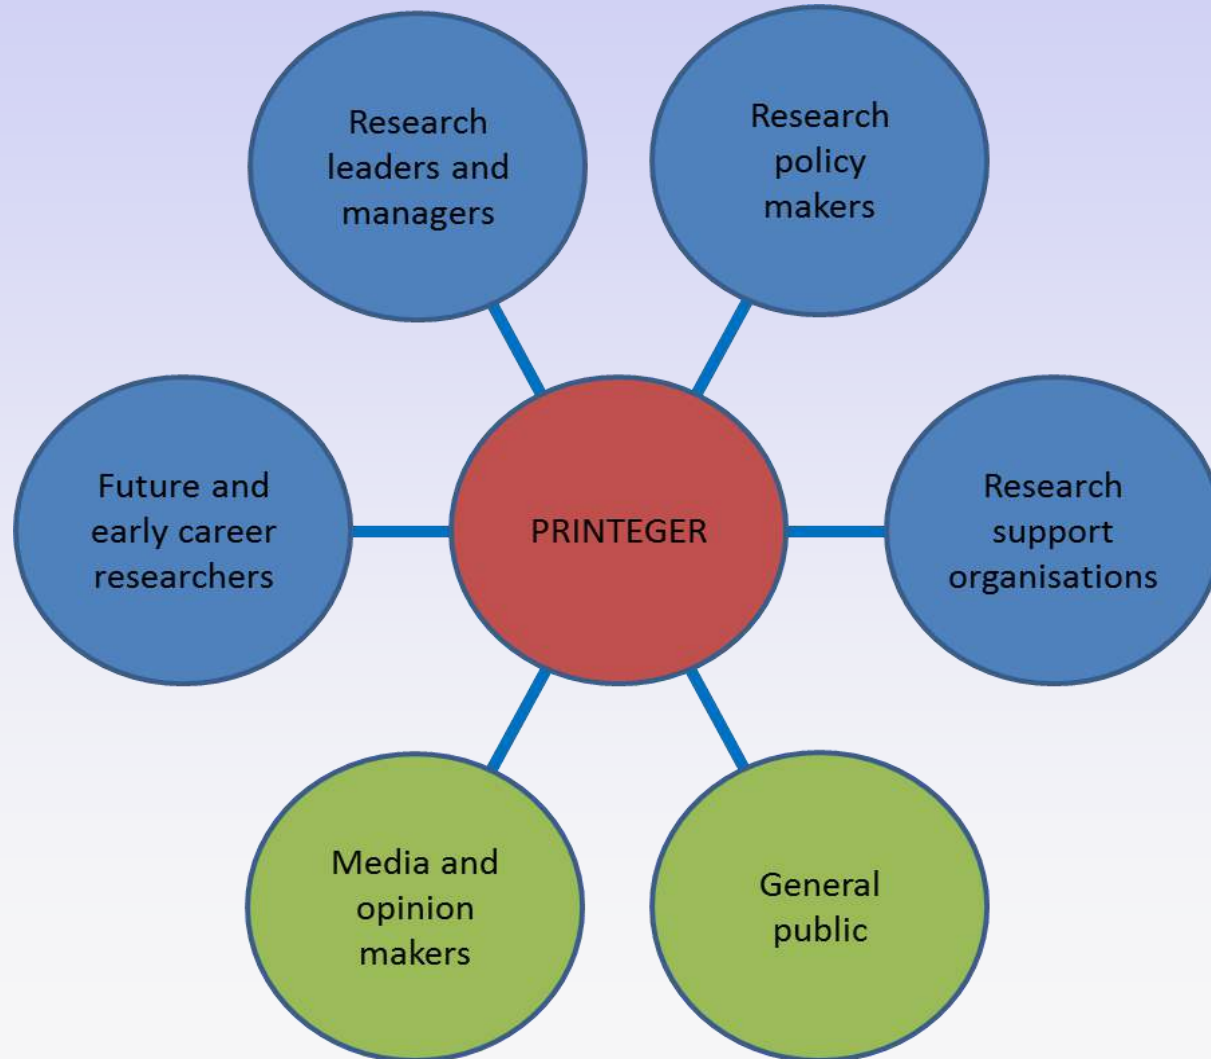 Research
leaders and
managers
Research
policy
makers
Future and
early career
researchers
PRINTEGER
Research
support
organisations
Media and
opinion
makers
General
public